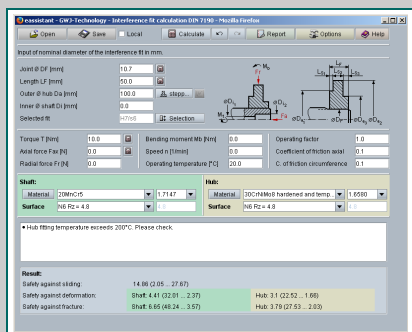 eassistant - GWJ-Technology - Interference fit calculation DIN 7190 - Mozilla Firefox
Open Save Local Calculate Report Options Help
Input of nominal diameter of the interference fit in mm.
Joint Ø DF [mm] 10.7
Length LF [mm] 50.0
Outer Ø hub Da [mm] 100.0 stepp...
Inner Ø shaft Di [mm] 0.0
Selected fit H7/s6 Selection
Torque T [Nm] 10.0 Bending moment Mb [Nm] 0.0 Operating factor 1.0
Axial force Fax [N] 0.0 Speed n [1/min] 0.0 Coefficient of friction axial 0.1
Radial force Fr [N] 0.0 Operating temperature [°C] 20.0 C. of friction circumference 0.1
Shaft: Hub:
Material 20MnCr5 1.7147 Material 30CrNiMo8 hardened and temp... 1.6580
Surface N6 Rz = 4.8 4.8 Surface N6 Rz = 4.8
• Hub fitting temperature exceeds 200°C. Please check.
Result:
Safety against sliding: 14.86 (2.05 ... 27.67)
Safety against deformation: Shaft: 4.41 (32.01 ... 2.37) Hub: 3.1 (22.52 ... 1.66)
Safety against fracture: Shaft: 6.65 (48.24 ... 3.57) Hub: 3.79 (27.53 ... 2.03)